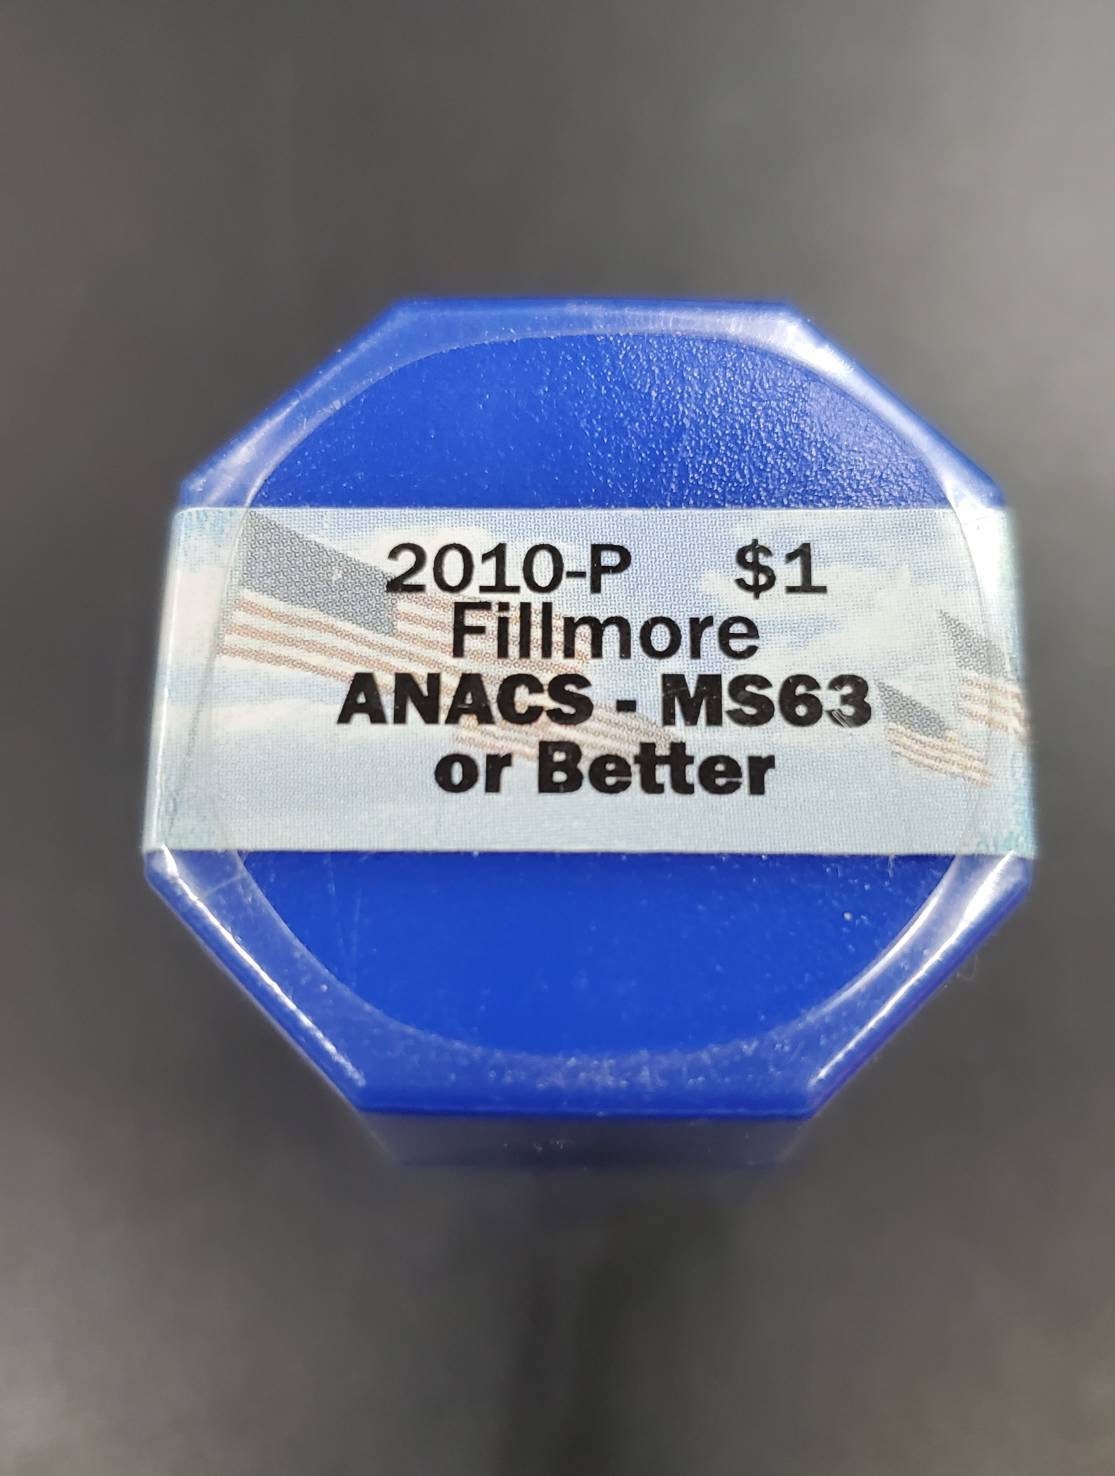 2010-P $1
Fillmore
ANACS - MS63
or Better